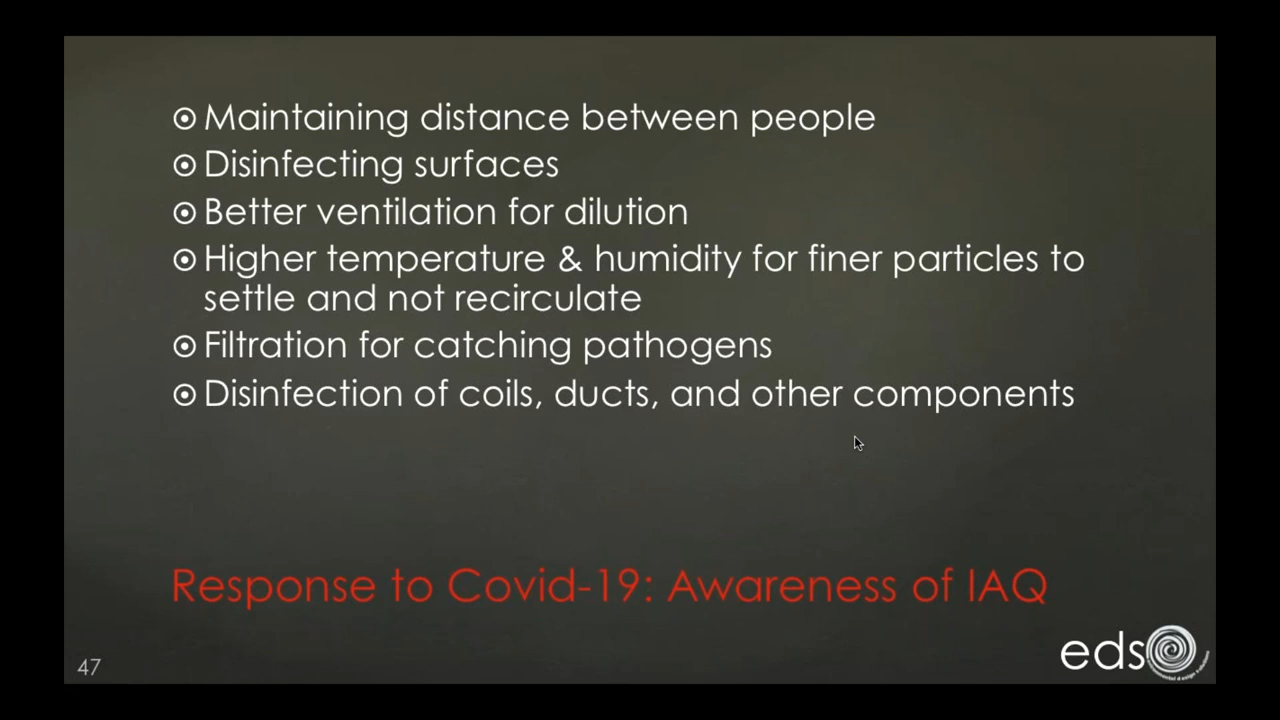 Maintaining distance between people
Disinfecting surfaces
Better ventilation for dilution
Higher temperature & humidity for finer particles to
settle and not recirculate
Filtration for catching pathogens
Disinfection of coils, ducts, and other components
Response to Covid-19: Awareness of IAQ
47
eds